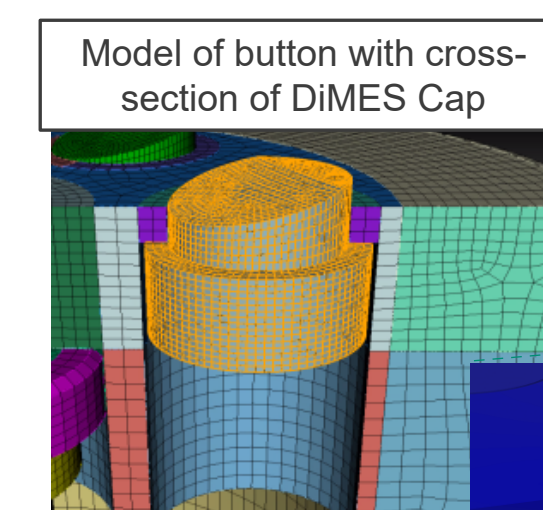 Model of button with cross-
section of DiMES Cap